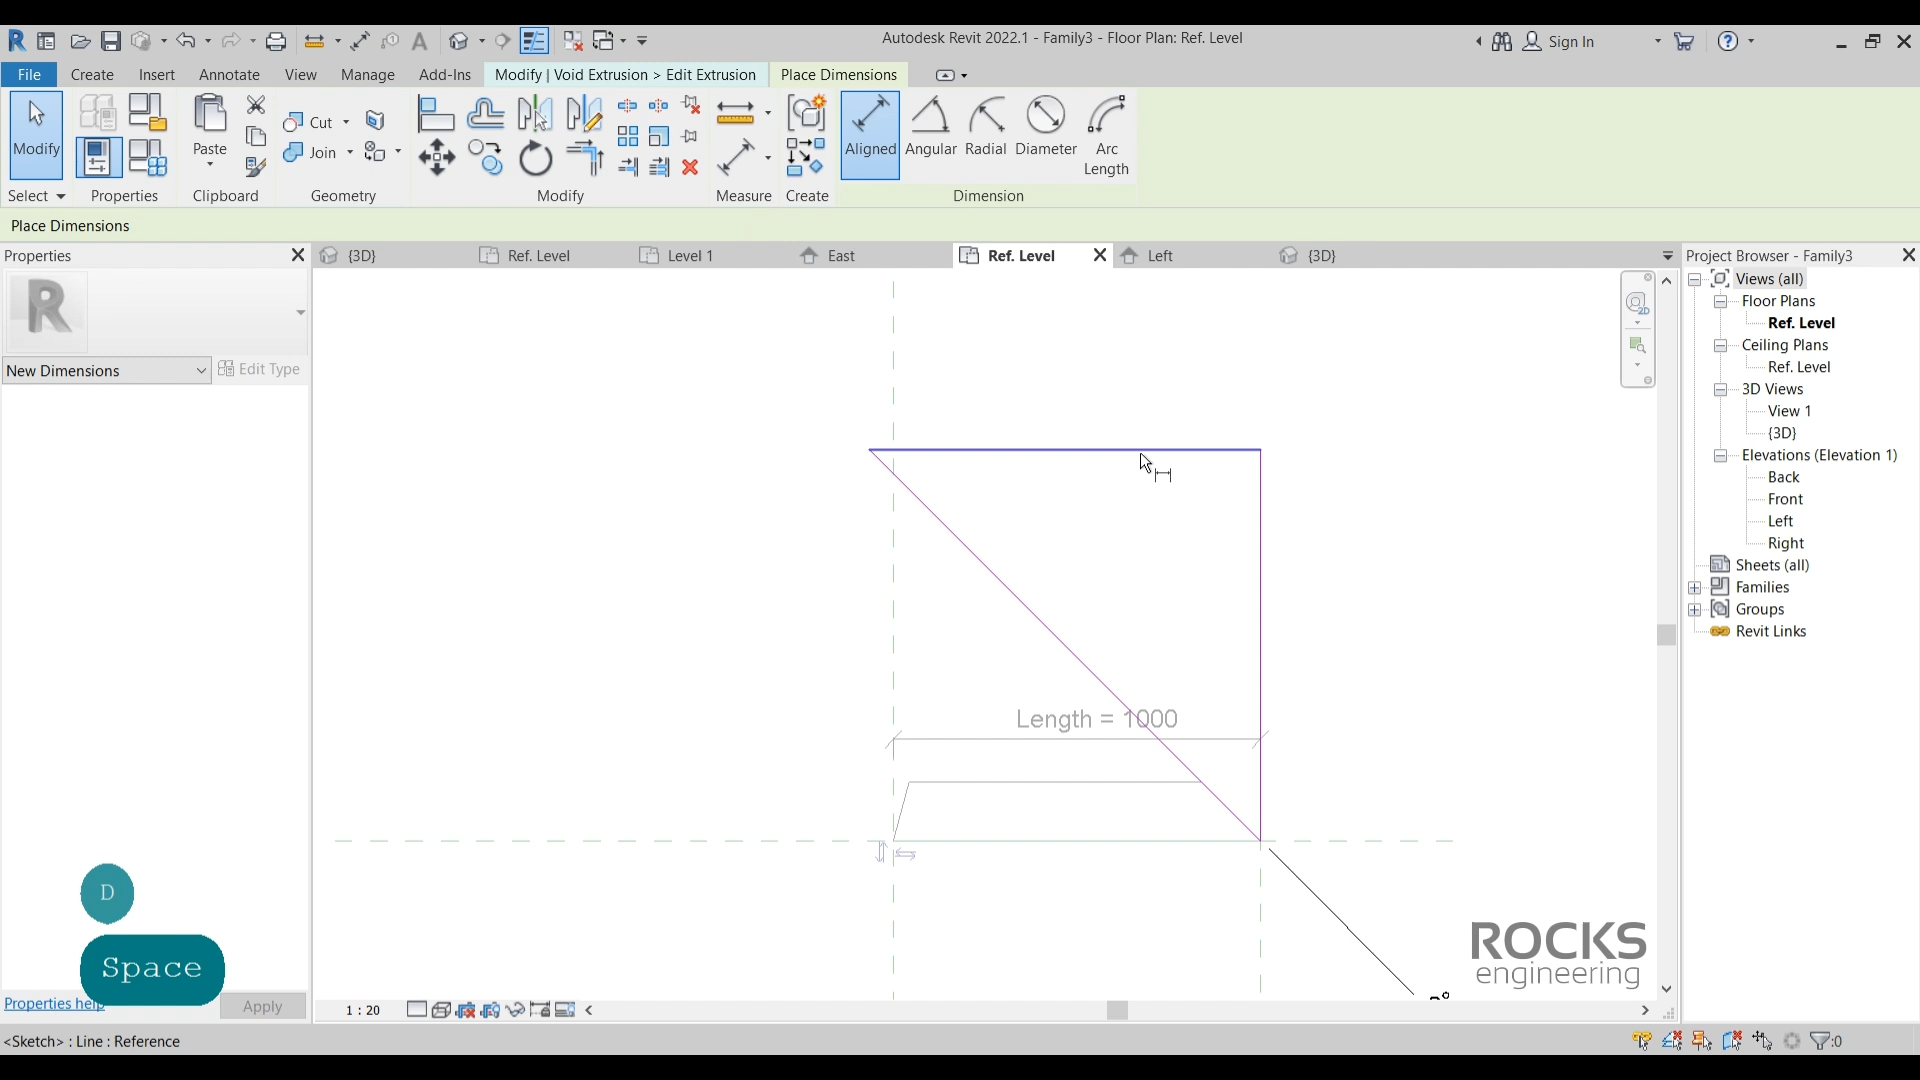 Autodesk Revit 2022.1 - Family3 - Floor Plan: Ref. Level
Sign In
File Create Insert Annotate View Manage Add-Ins Modify | Void Extrusion > Edit Extrusion Place Dimensions
Modify
Paste
Cut
Join
Aligned Angular Radial Diameter Arc Length
Select Properties Clipboard Geometry Modify Measure Create Dimension
Place Dimensions
Properties
{3D} Ref. Level Level 1 East Ref. Level Left {3D}
Project Browser - Family3
R
New Dimensions
Edit Type
Views (all)
Floor Plans
Ref. Level
Ceiling Plans
Ref. Level
3D Views
View 1
{3D}
Elevations (Elevation 1)
Back
Front
Left
Right
Sheets (all)
Families
Groups
Revit Links
2D
Length = 1000
D
Space
ROCKS
engineering
Properties help
Apply
1 : 20
<Sketch> : Line : Reference
:0